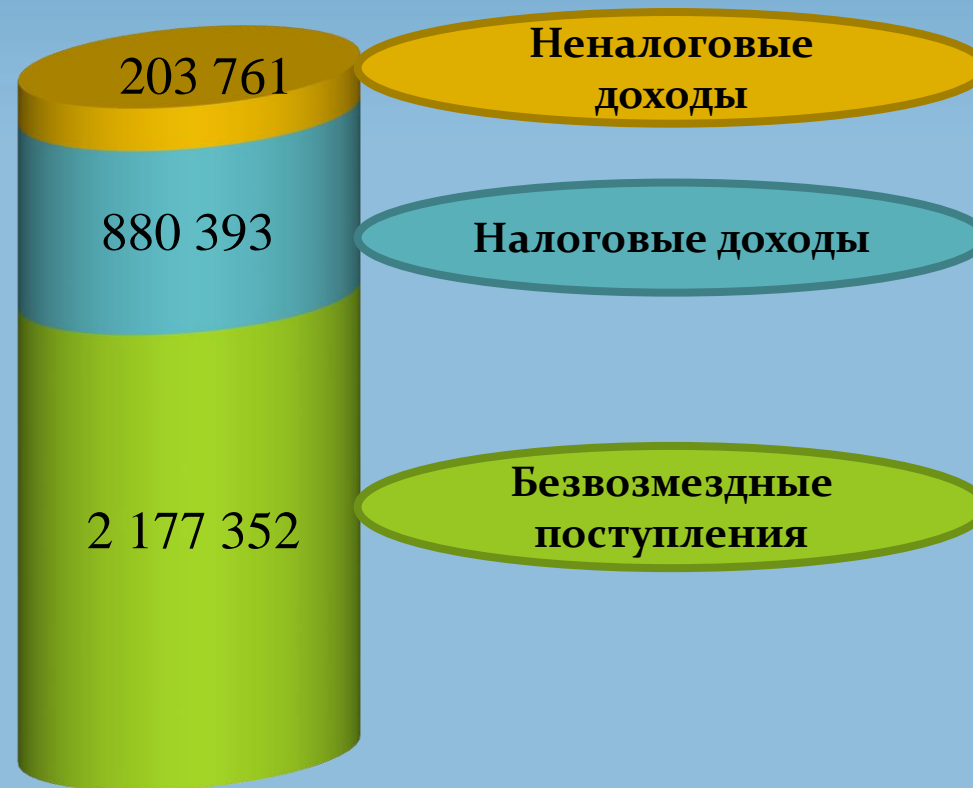 203 761
Неналоговые
доходы
880 393
Налоговые доходы
Безвозмездные
поступления
2 177 352